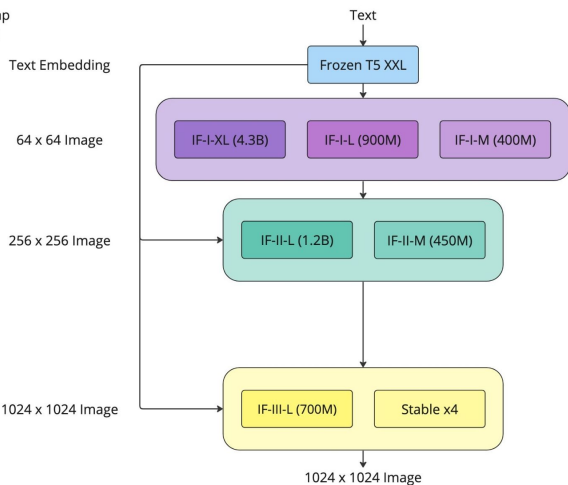 ap
Text
Text Embedding
Frozen T5 XXL
64 x 64 Image
IF-I-XL (4.3B)
IF-I-L (900M)
IF-I-M (400M)
256 x 256 Image
IF-II-L (1.2B)
IF-II-M (450M)
1024 x 1024 Image
IF-III-L (700M)
Stable x4
1024 x 1024 Image